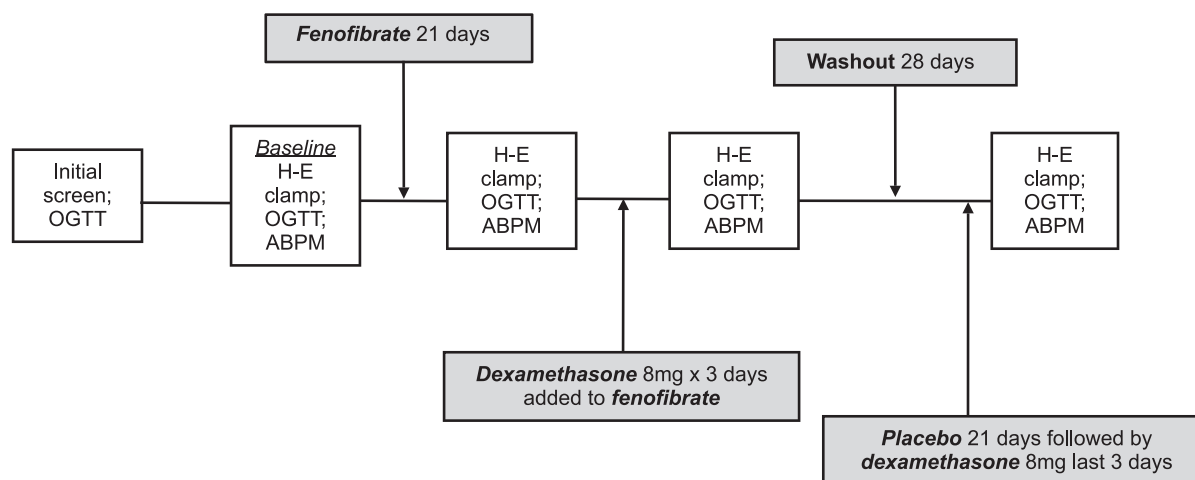 Fenofibrate 21 days
Washout 28 days
Initial
screen;
OGTT
Baseline
H-E
clamp;
OGTT;
ABPM
H-E
clamp;
OGTT;
ABPM
H-E
clamp;
OGTT;
ABPM
H-E
clamp;
OGTT;
ABPM
Dexamethasone 8mg x 3 days
added to fenofibrate
Placebo 21 days followed by
dexamethasone 8mg last 3 days